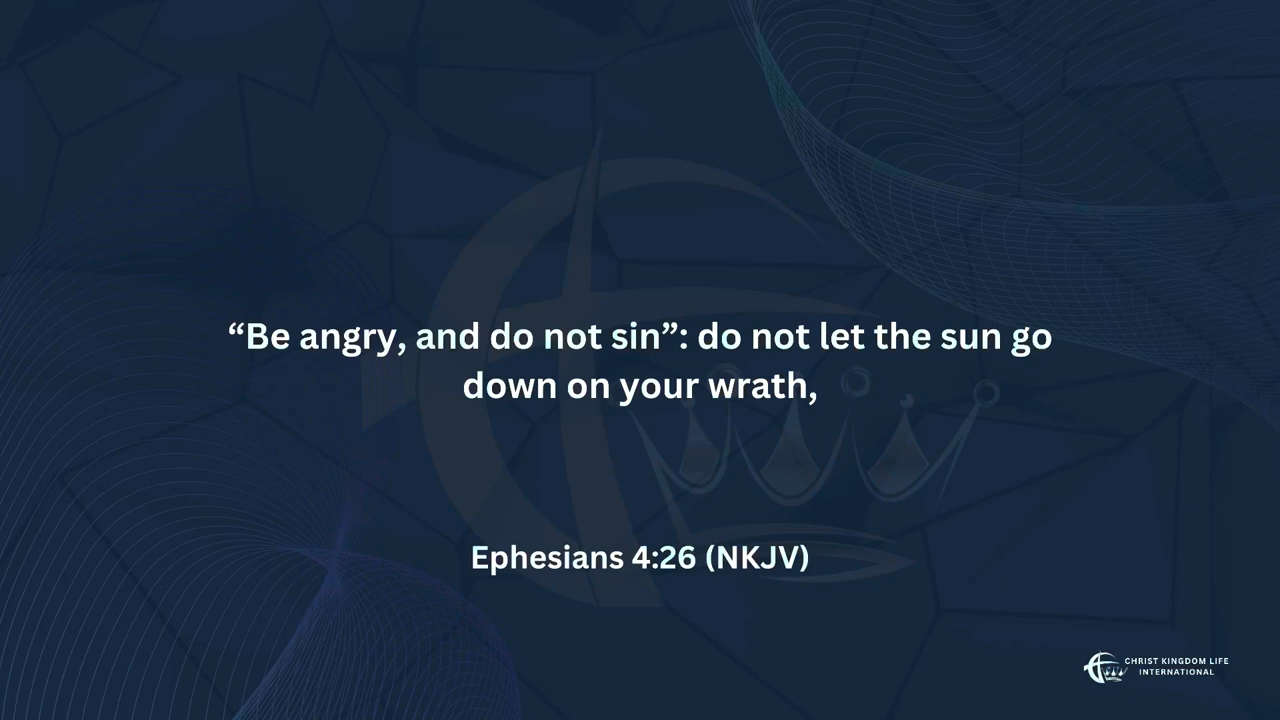 “Be angry, and do not sin”: do not let the sun go
down on your wrath,
Ephesians 4:26 (NKJV)
CHRIST KINGDOM LIFE
INTERNATIONAL